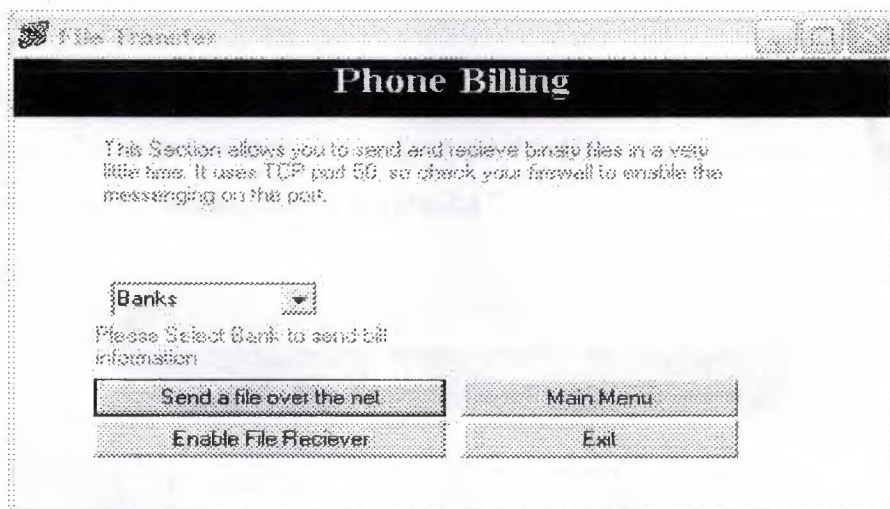 File Transfer
Phone Billing
This Section allows you to send and recieve binary files in a very
little time. It uses TCP port 50, so check your firewall to enable the
messenging on the port.
Banks
Please Select Bank to send bill
information
Send a file over the net
Main Menu
Enable File Reciever
Exit